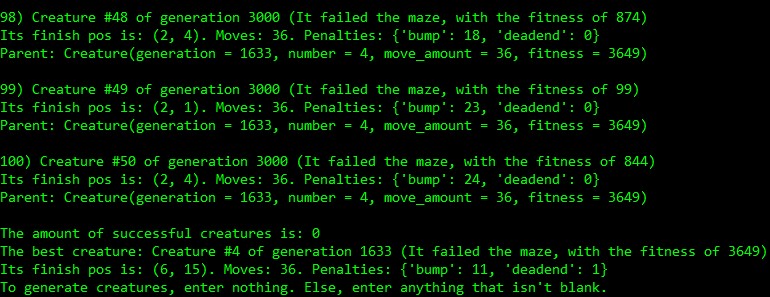 98) Creature #48 of generation 3000 (It failed the maze, with the fitness of 874)
Its finish pos is: (2, 4). Moves: 36. Penalties: {'bump': 18, 'deadend': 0}
Parent: Creature(generation = 1633, number = 4, move_amount = 36, fitness = 3649)
99) Creature #49 of generation 3000 (It failed the maze, with the fitness of 99)
Its finish pos is: (2, 1). Moves: 36. Penalties: {'bump': 23, 'deadend': 0}
Parent: Creature(generation = 1633, number = 4, move_amount = 36, fitness = 3649)
100) Creature #50 of generation 3000 (It failed the maze, with the fitness of 844)
Its finish pos is: (2, 4). Moves: 36. Penalties: {'bump': 24, 'deadend': 0}
Parent: Creature(generation = 1633, number = 4, move_amount = 36, fitness = 3649)
The amount of successful creatures is: 0
The best creature: Creature #4 of generation 1633 (It failed the maze, with the fitness of 3649)
Its finish pos is: (6, 15). Moves: 36. Penalties: {'bump': 11, 'deadend': 1}
To generate creatures, enter nothing. Else, enter anything that isn't blank.